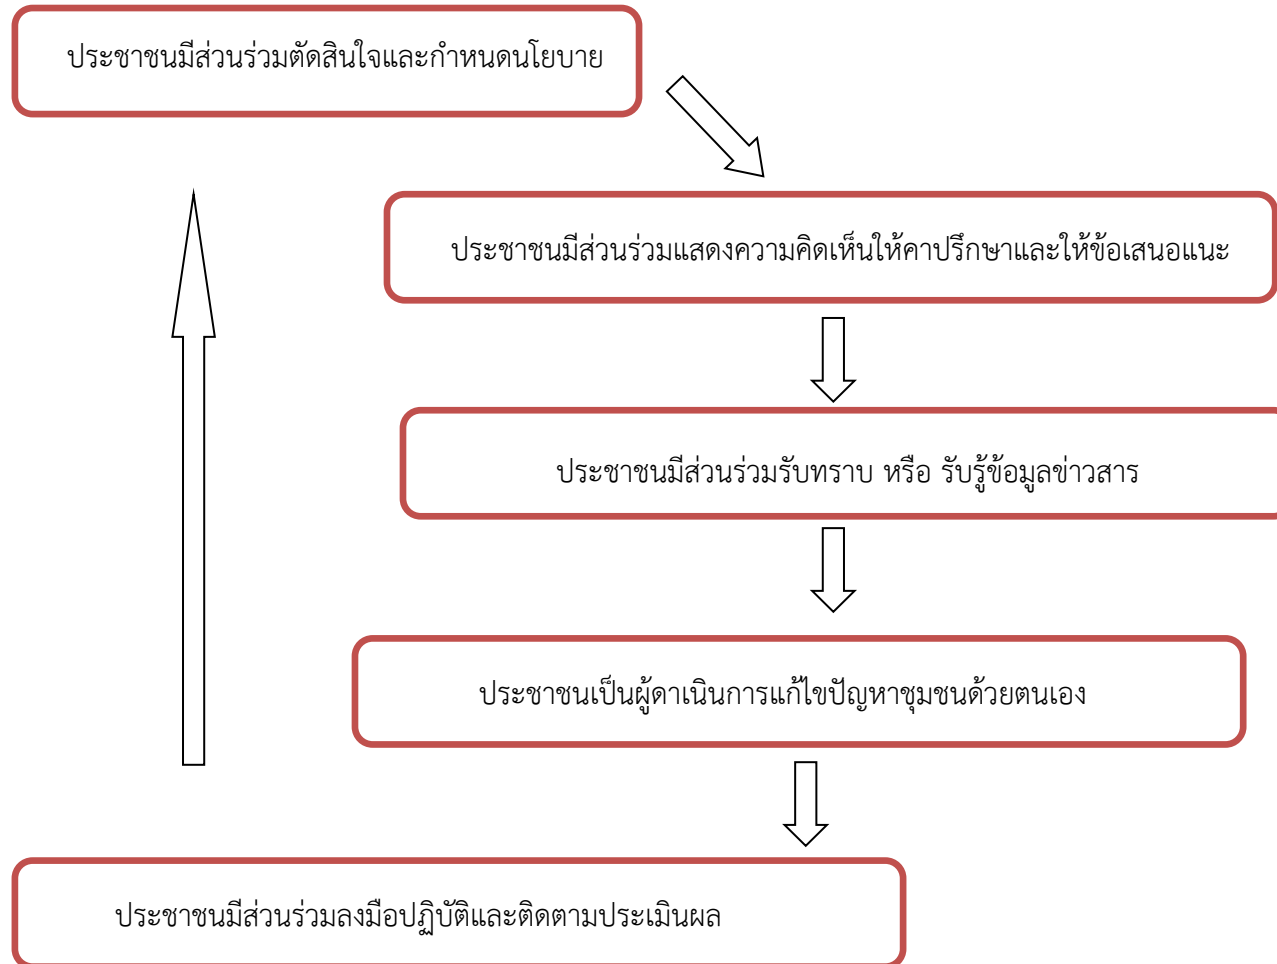 ประชาชนมีส่วนร่วมตัดสินใจและกำหนดนโยบาย
ประชาชนมีส่วนร่วมแสดงความคิดเห็นให้คาปรึกษาและให้ข้อเสนอแนะ
ประชาชนมีส่วนร่วมรับทราบ หรือ รับรู้ข้อมูลข่าวสาร
ประชาชนเป็นผู้ดาเนินการแก้ไขปัญหาชุมชนด้วยตนเอง
ประชาชนมีส่วนร่วมลงมือปฏิบัติและติดตามประเมินผล